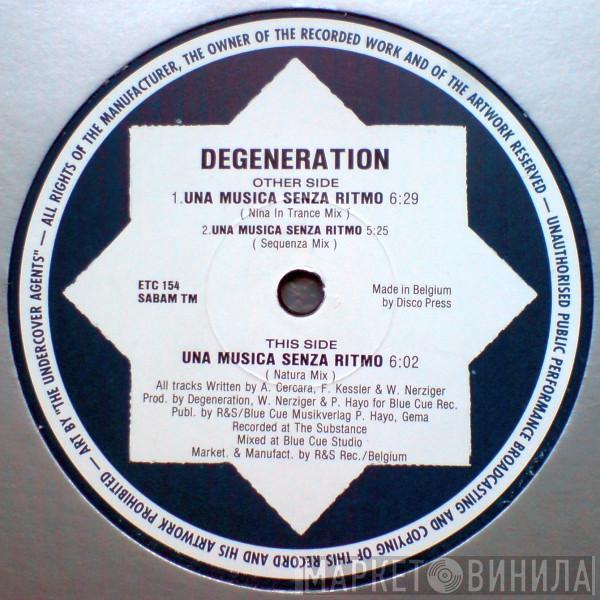 ALL RIGHTS OF THE MANUFACTURER, THE OWNER OF THE RECORDED WORK AND OF THE ARTWORK RESERVED — UNAUTHORISED PUBLIC PERFORMANCE BROADCASTING AND COPYING OF THIS RECORD AND HIS ARTWORK PROHIBITED — ART BY "THE UNDERCOVER AGENTS" —
DEGENERATION
OTHER SIDE
1.UNA MUSICA SENZA RITMO 6:29
( Nina In Trance Mix )
2.UNA MUSICA SENZA RITMO 5:25
( Sequenza Mix )
ETC 154
SABAM TM
Made in Belgium
by Disco Press
THIS SIDE
UNA MUSICA SENZA RITMO 6:02
( Natura Mix )
All tracks Written by A. Cercara, F. Kessler & W. Nerziger
Prod. by Degeneration, W. Nerziger & P. Hayo for Blue Cue Rec.
Publ. by R&S/Blue Cue Musikverlag P. Hayo, Gema
Recorded at The Substance
Mixed at Blue Cue Studio
Market. & Manufact. by R&S Rec./Belgium
МАРКЕТ ВИНИЛА